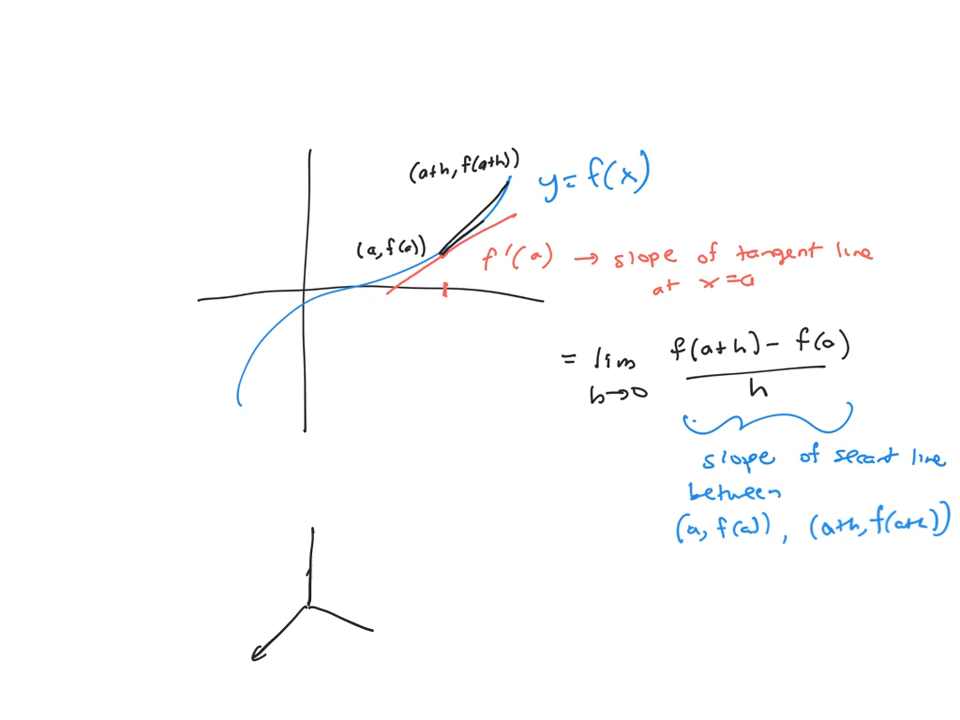 (a+h, f(a+h))
y = f(x)
(a, f(a))
f'(a) → slope of tangent line
at x=a
= lim f(a+h) - f(a)
h→0 h
slope of secant line
between
(a, f(a)), (a+h, f(a+h))